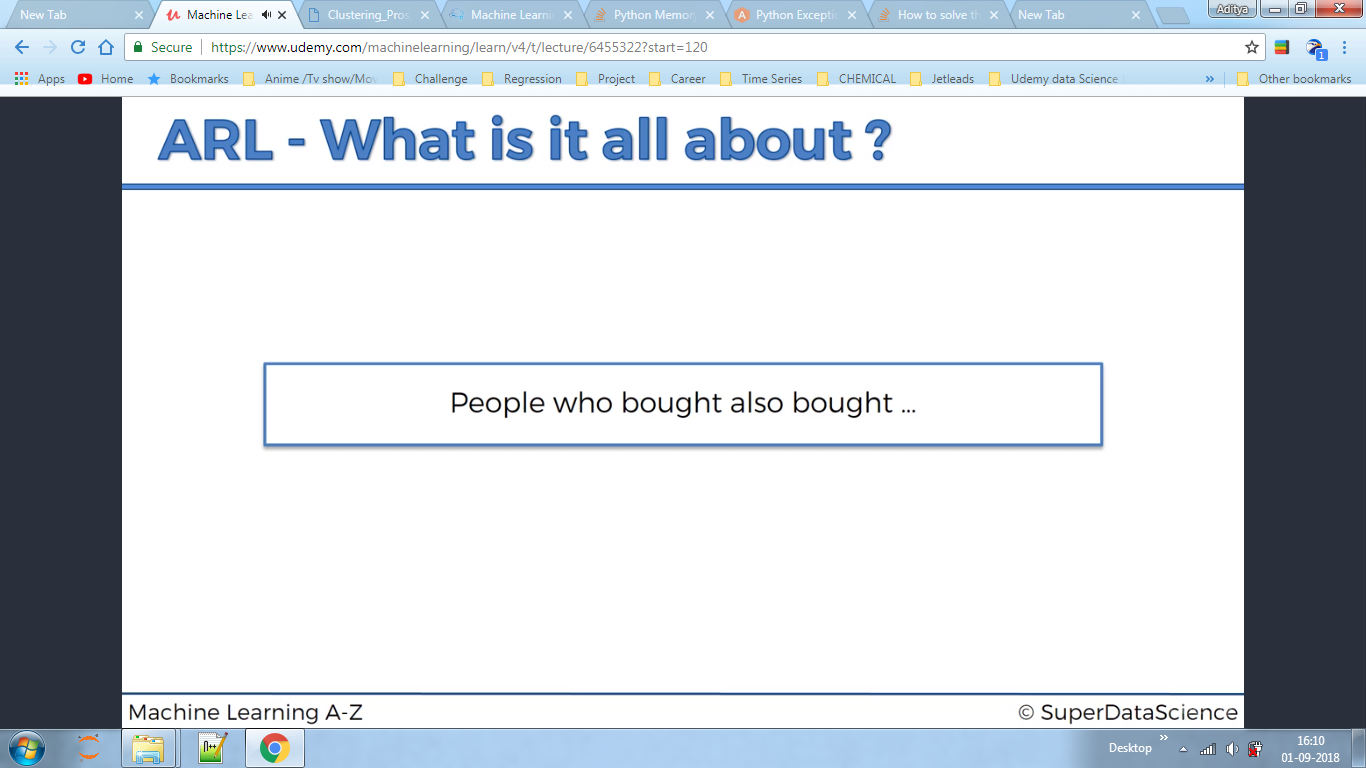 New Tab
Machine Lea
Clustering_Pros
Machine Learni
Python Memory
Python Excepti
How to solve th
New Tab
Aditya
Secure
https://www.udemy.com/machinelearning/learn/v4/t/lecture/6455322?start=120
Apps
Home
Bookmarks
Anime /Tv show/Mov
Challenge
Regression
Project
Career
Time Series
CHEMICAL
Jetleads
Udemy data Science
»
Other bookmarks
1
ARL - What is it all about ?
People who bought also bought ...
Machine Learning A-Z
© SuperDataScience
Desktop
»
16:10
01-09-2018